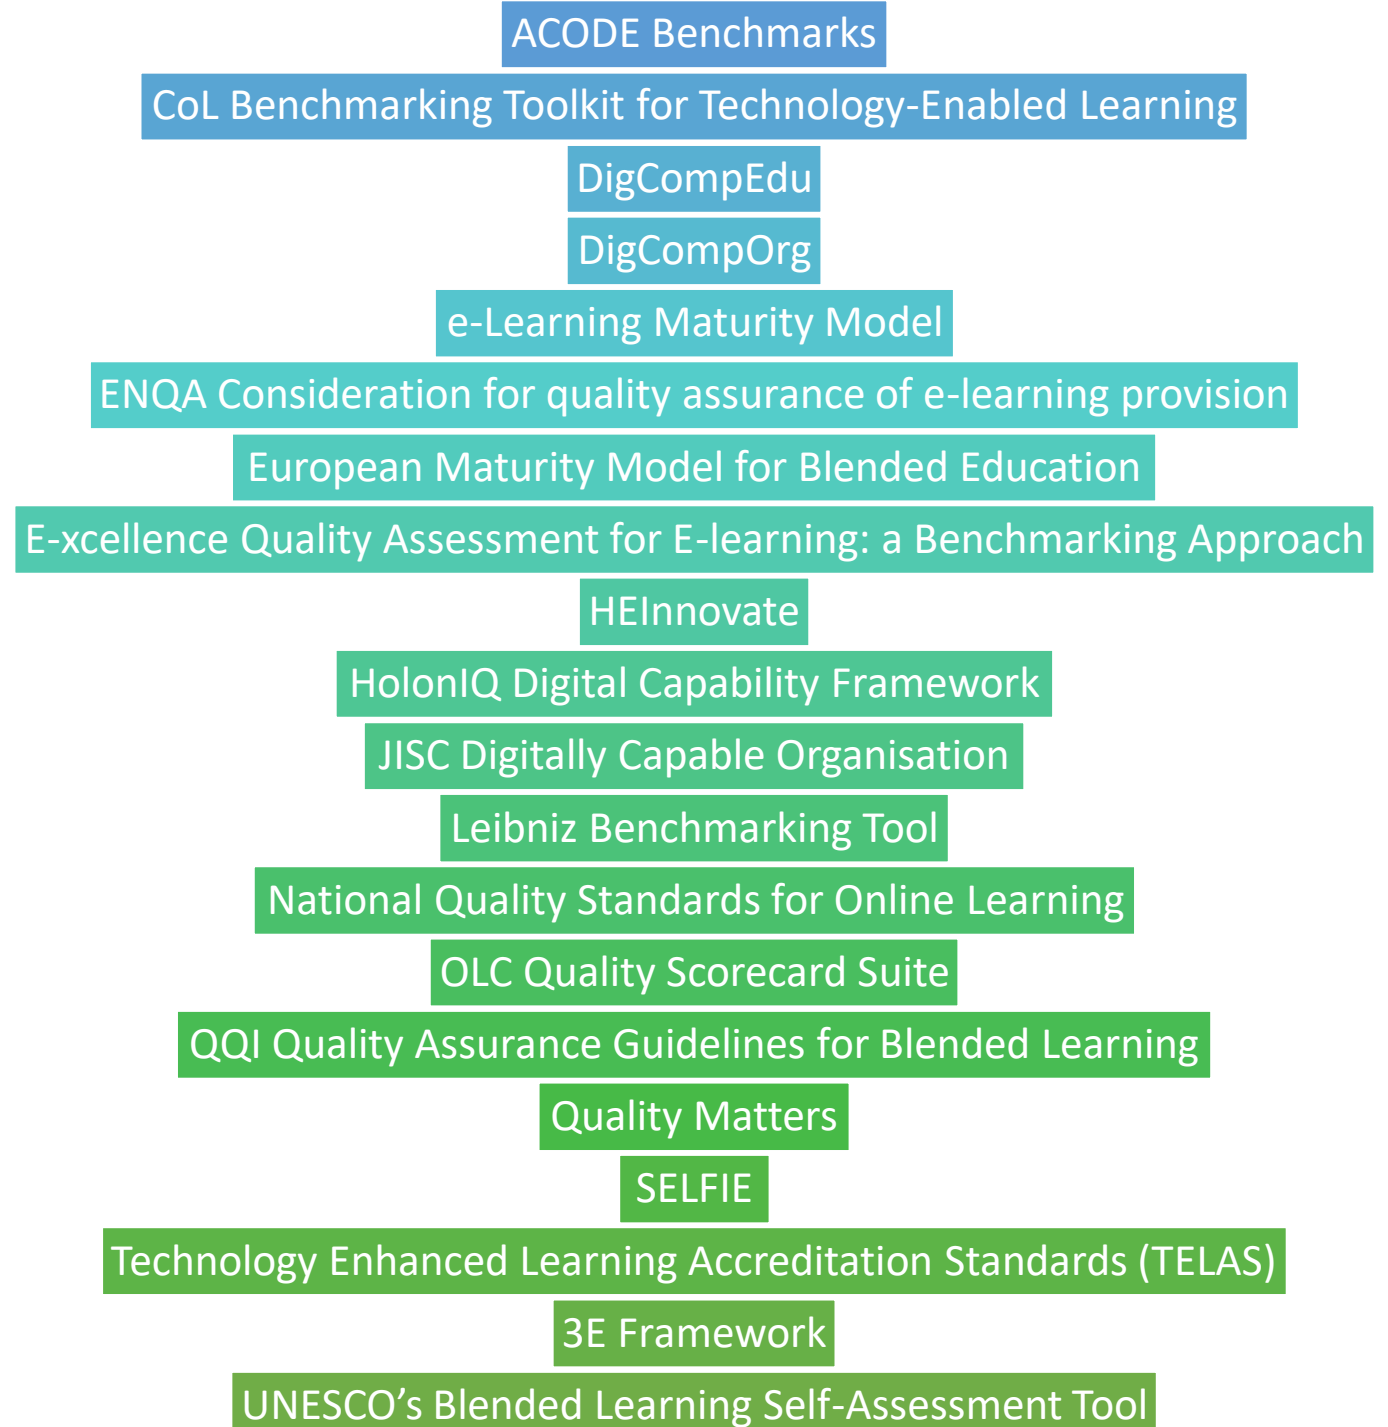 ACODE Benchmarks
CoL Benchmarking Toolkit for Technology-Enabled Learning
DigCompEdu
DigCompOrg
e-Learning Maturity Model
ENQA Consideration for quality assurance of e-learning provision
European Maturity Model for Blended Education
E-xcellence Quality Assessment for E-learning: a Benchmarking Approach
HEInnovate
HolonIQ Digital Capability Framework
JISC Digitally Capable Organisation
Leibniz Benchmarking Tool
National Quality Standards for Online Learning
OLC Quality Scorecard Suite
QQI Quality Assurance Guidelines for Blended Learning
Quality Matters
SELFIE
Technology Enhanced Learning Accreditation Standards (TELAS)
3E Framework
UNESCO’s Blended Learning Self-Assessment Tool